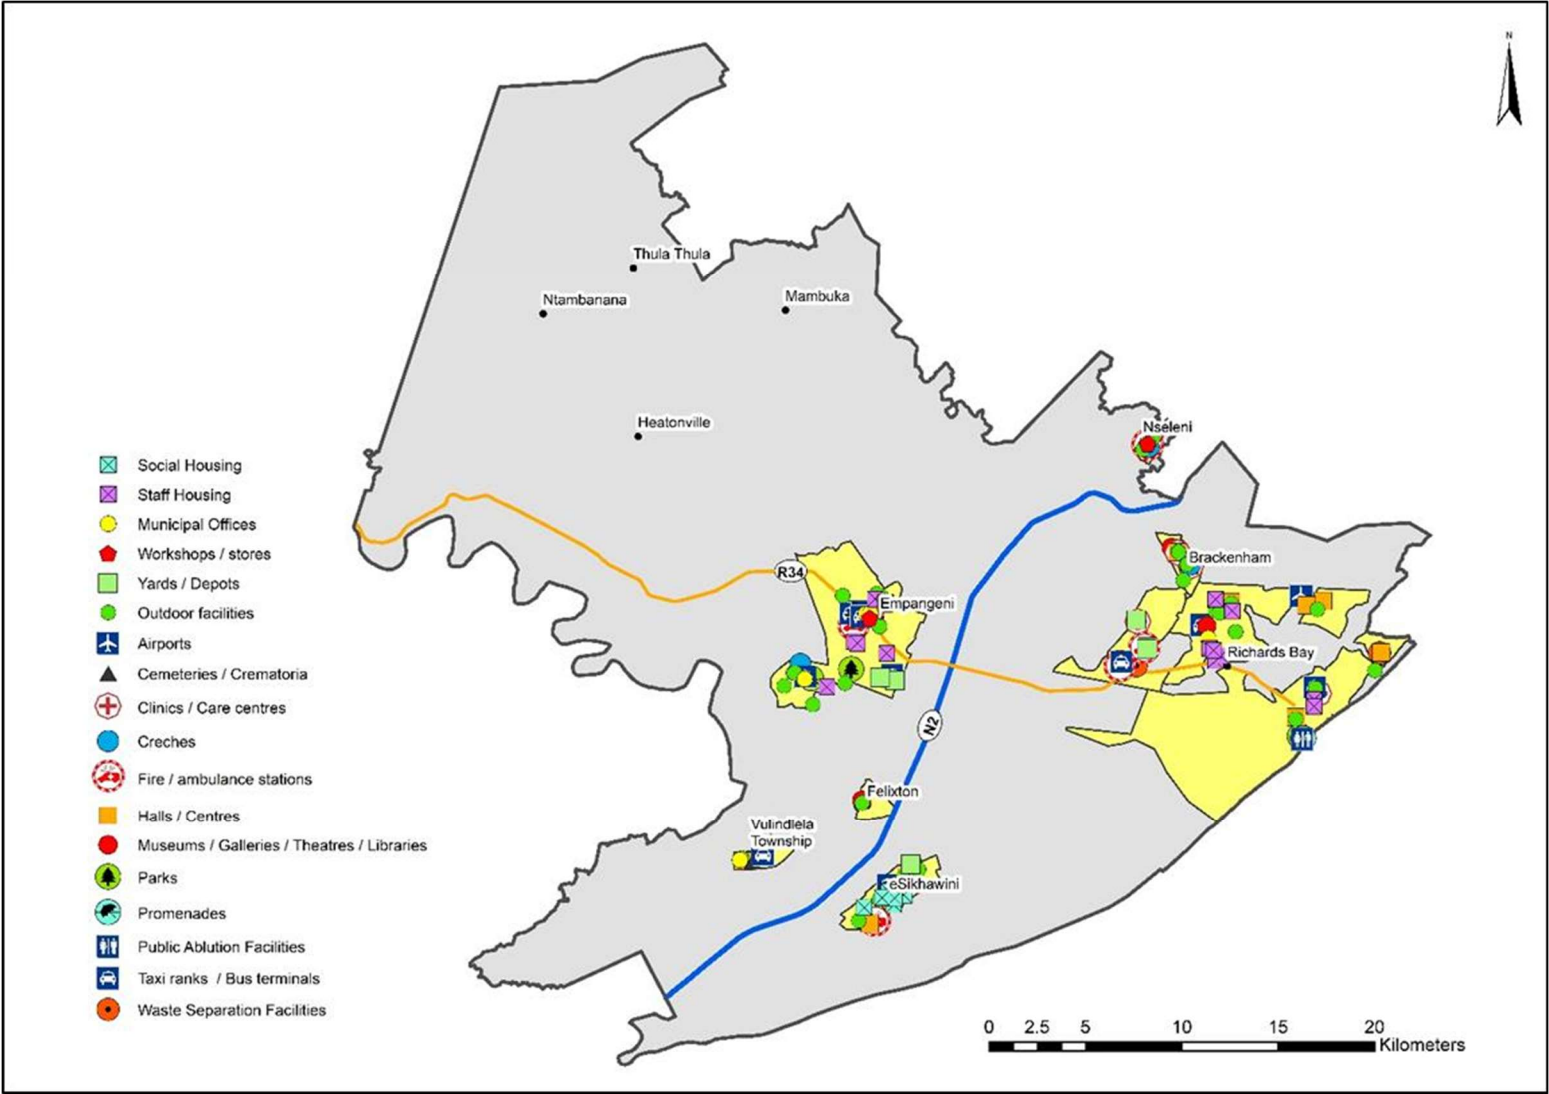 N
Thula Thula
Ntambanana
Mambuka
Heatonville
Nseleni
Social Housing
Staff Housing
Municipal Offices
Workshops / stores
Yards / Depots
Outdoor facilities
Airports
Cemeteries / Crematoria
Clinics / Care centres
Creches
Fire / ambulance stations
Halls / Centres
Museums / Galleries / Theatres / Libraries
Parks
Promenades
Public Ablution Facilities
Taxi ranks / Bus terminals
Waste Separation Facilities
R34
Empangeni
Brackenham
Richards Bay
N2
Felixton
Vulindlela
Township
eSikhawini
0 2.5 5 10 15 20
Kilometers